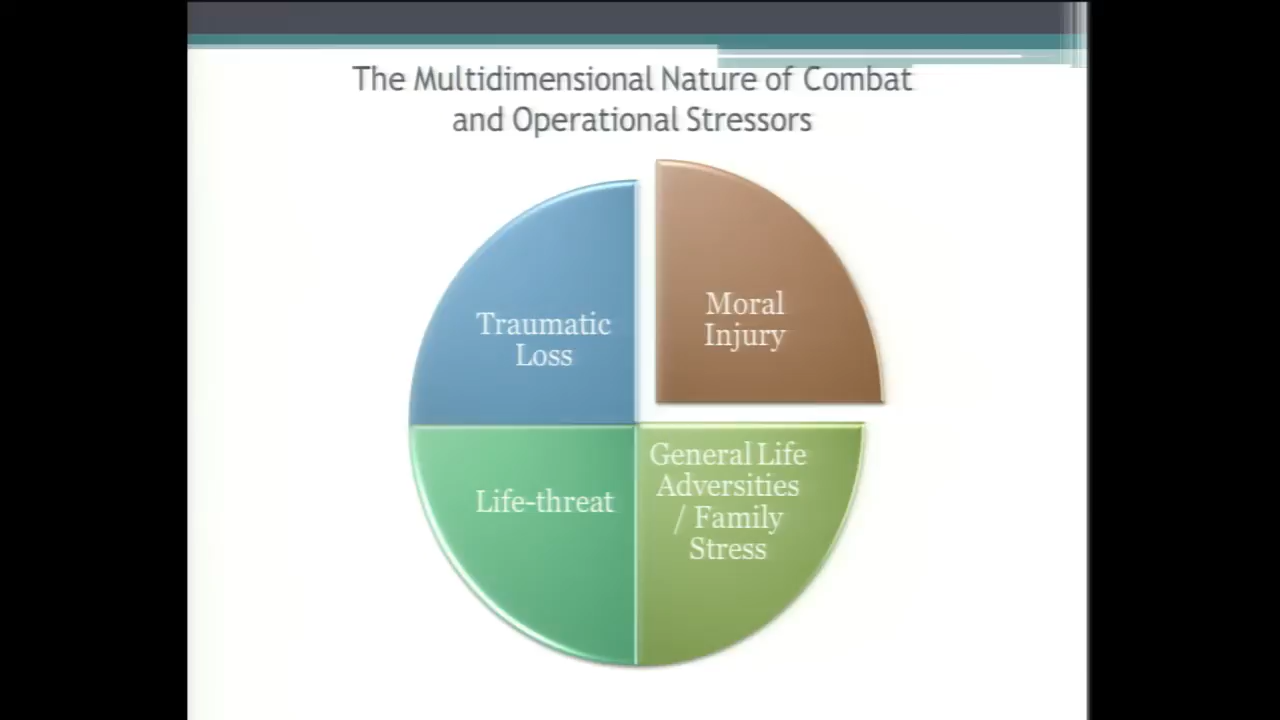 The Multidimensional Nature of Combat
and Operational Stressors
Traumatic
Loss
Moral
Injury
Life-threat
General Life
Adversities
/ Family
Stress